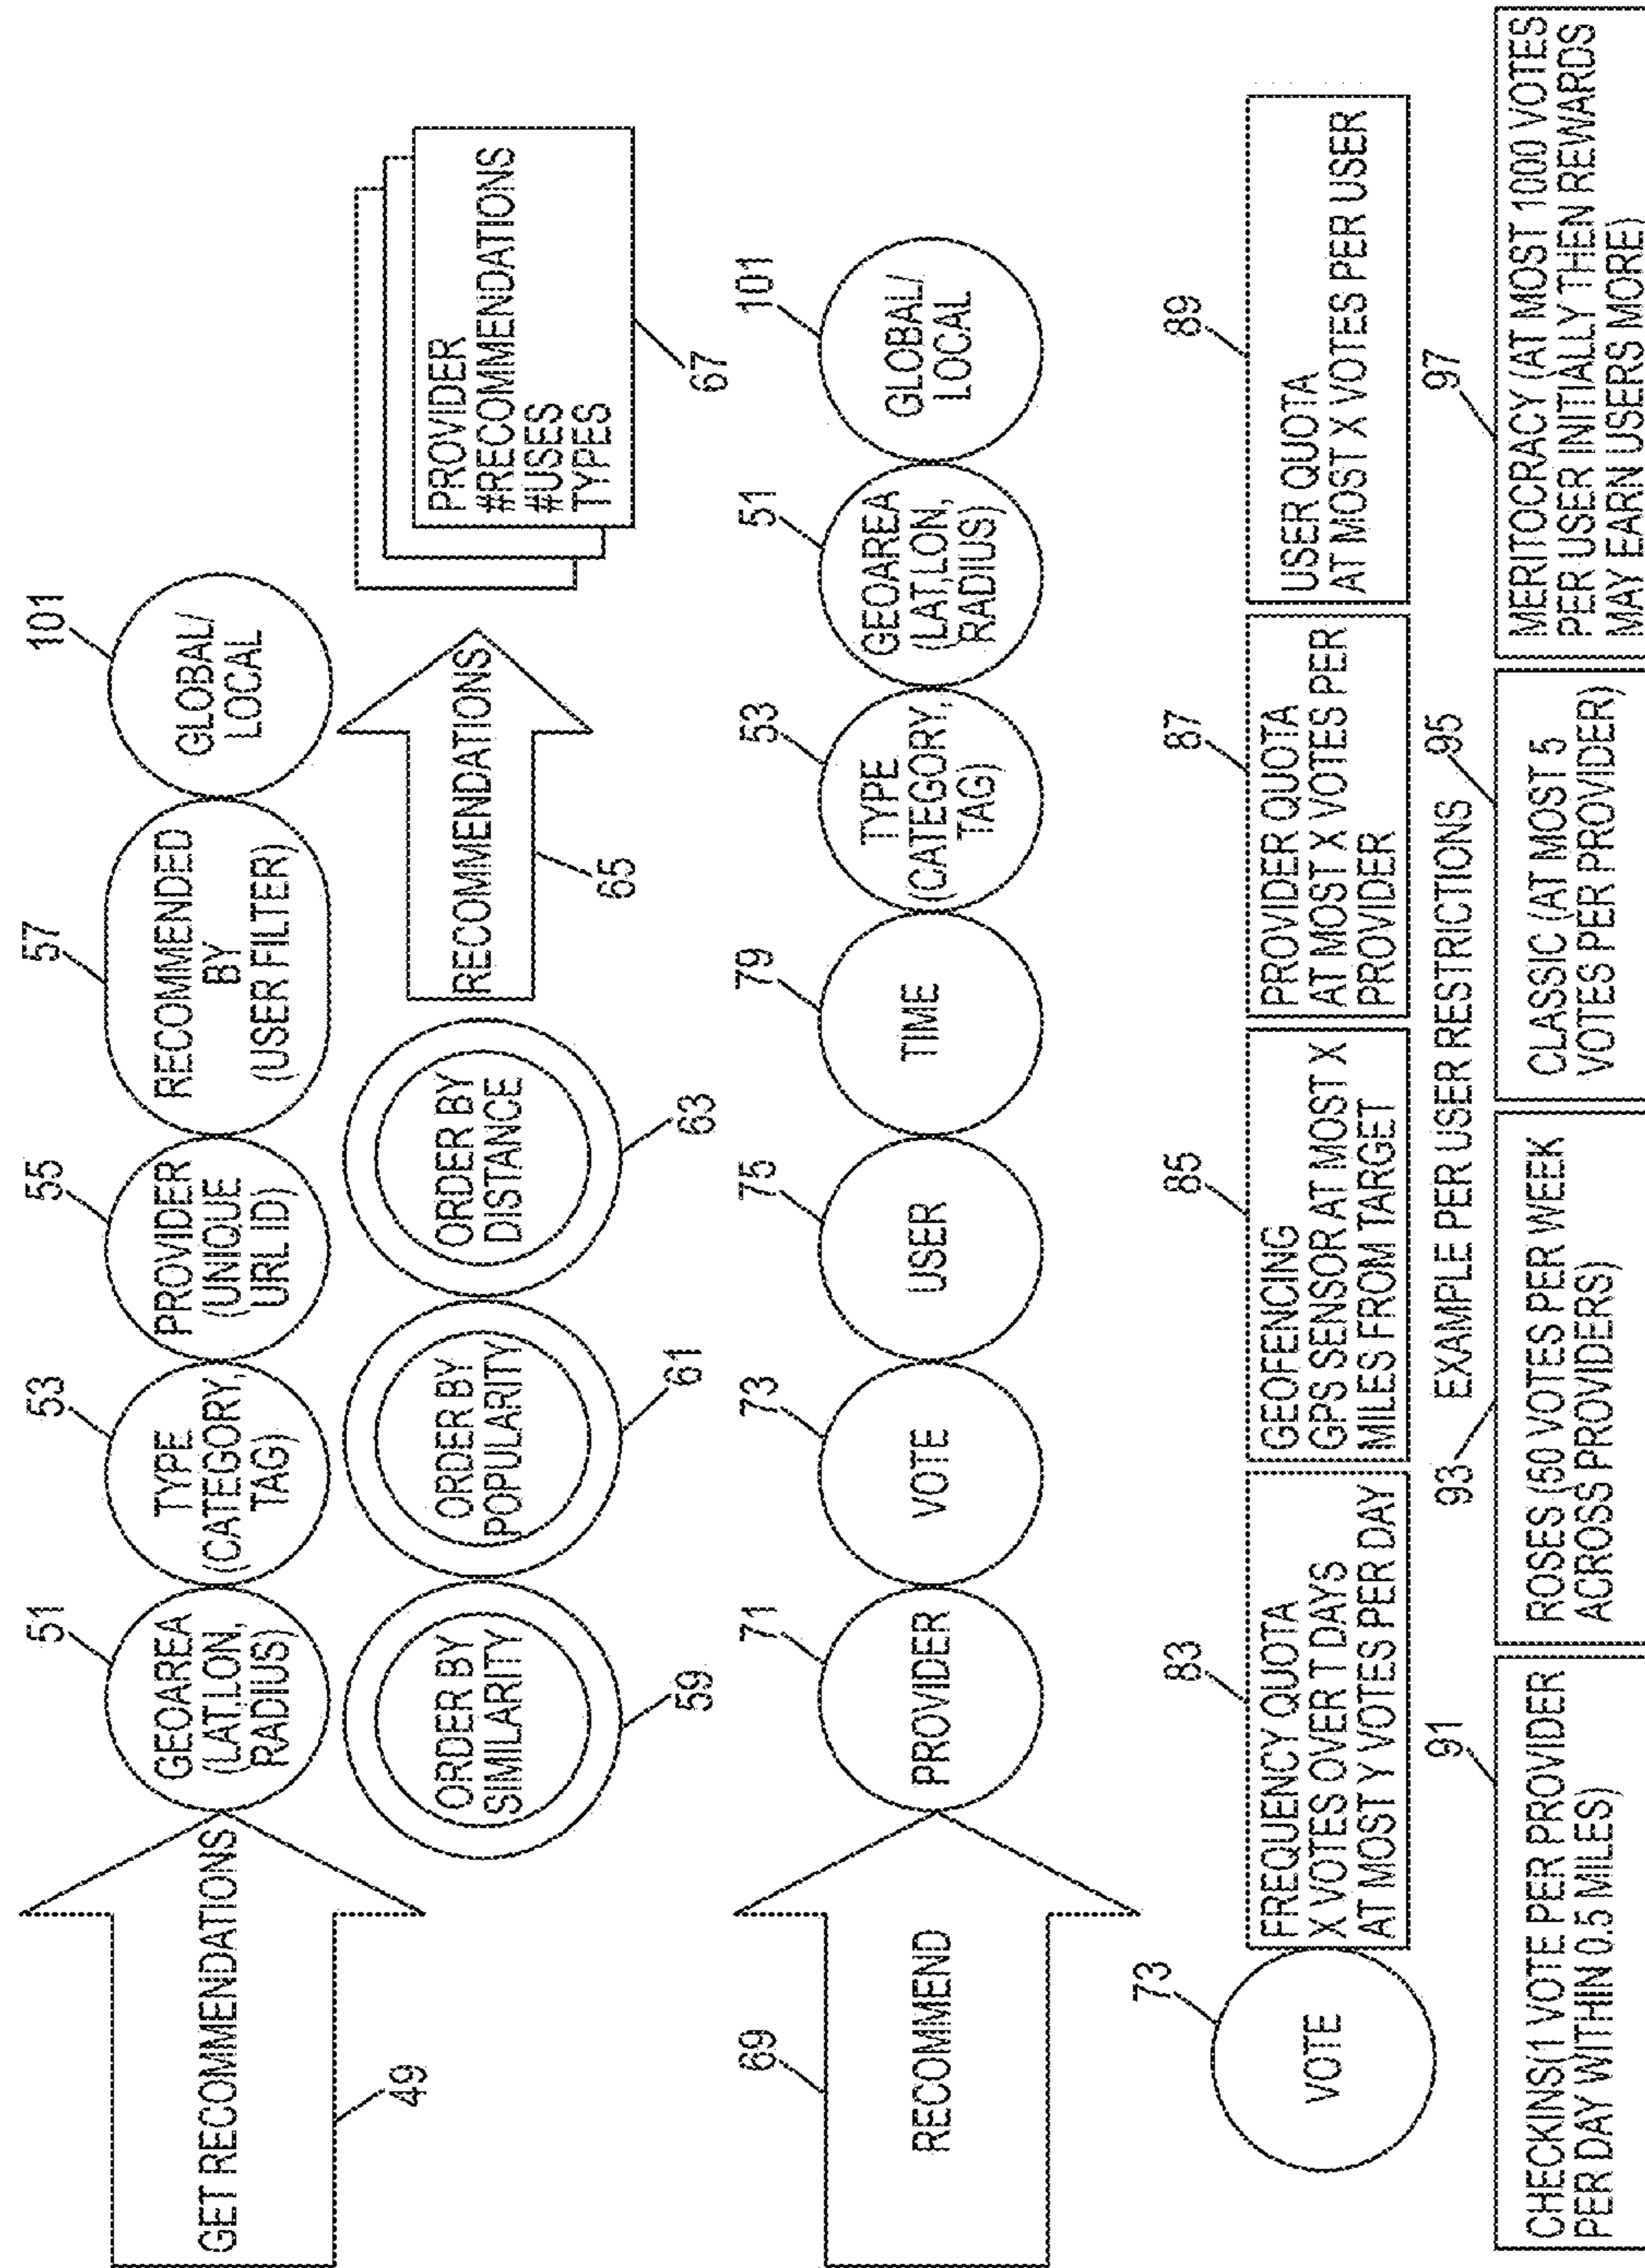 51
53
55
57
101
GET RECOMMENDATIONS
GEOAREA
(LAT.LON,
RADIUS)
TYPE
(CATEGORY,
TAG)
PROVIDER
(UNIQUE
URL ID)
RECOMMENDED
BY
(USER FILTER)
GLOBAL/
LOCAL
49
ORDER BY
SIMILARITY
ORDER BY
POPULARITY
ORDER BY
DISTANCE
RECOMMENDATIONS
PROVIDER
#RECOMMENDATIONS
#USES
TYPES
59
61
63
65
67
69
71
73
75
79
53
51
101
RECOMMEND
PROVIDER
VOTE
USER
TIME
TYPE
(CATEGORY,
TAG)
GEOAREA
(LAT,LON,
RADIUS)
GLOBAL/
LOCAL
73
83
85
87
89
VOTE
FREQUENCY QUOTA
X VOTES OVER T DAYS
AT MOST Y VOTES PER DAY
GEOFENCING
GPS SENSOR AT MOST X
MILES FROM TARGET
PROVIDER QUOTA
AT MOST X VOTES PER
PROVIDER
USER QUOTA
AT MOST X VOTES PER USER
91
93
EXAMPLE PER USER RESTRICTIONS
95
97
CHECKINS(1 VOTE PER PROVIDER
PER DAY WITHIN 0.5 MILES)
ROSES (50 VOTES PER WEEK
ACROSS PROVIDERS)
CLASSIC (AT MOST 5
VOTES PER PROVIDER)
MERITOCRACY (AT MOST 1000 VOTES
PER USER INITIALLY THEN REWARDS
MAY EARN USERS MORE)